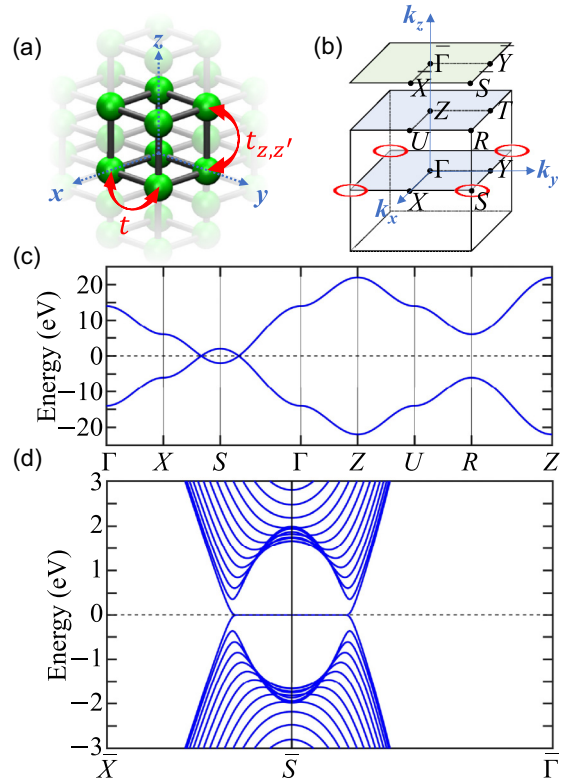 (a)
z
x
y
t
t_{z,z'}
(b)
k_z
Γ̄
Ȳ
X̄
S̄
Z
T
U
R
Γ
Y
k_y
X
S
k_x
(c)
Energy (eV)
20
10
0
−10
−20
Γ X S Γ Z U R Z
(d)
Energy (eV)
3
2
1
0
−1
−2
−3
X̄ S̄ Γ̄